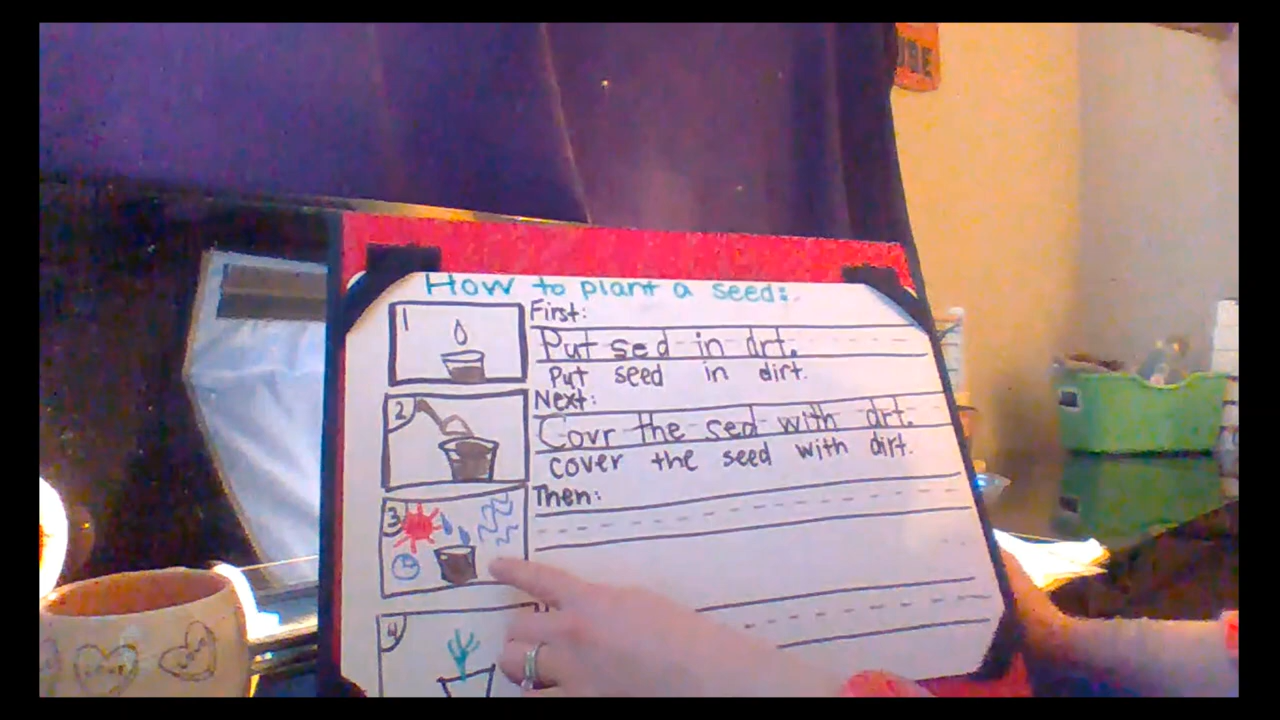 How to plant a seed:
1
First:
Put sed in drt.
Put seed in dirt.
2
Next:
Covr the sed with drt.
cover the seed with dirt.
3
Then:
4